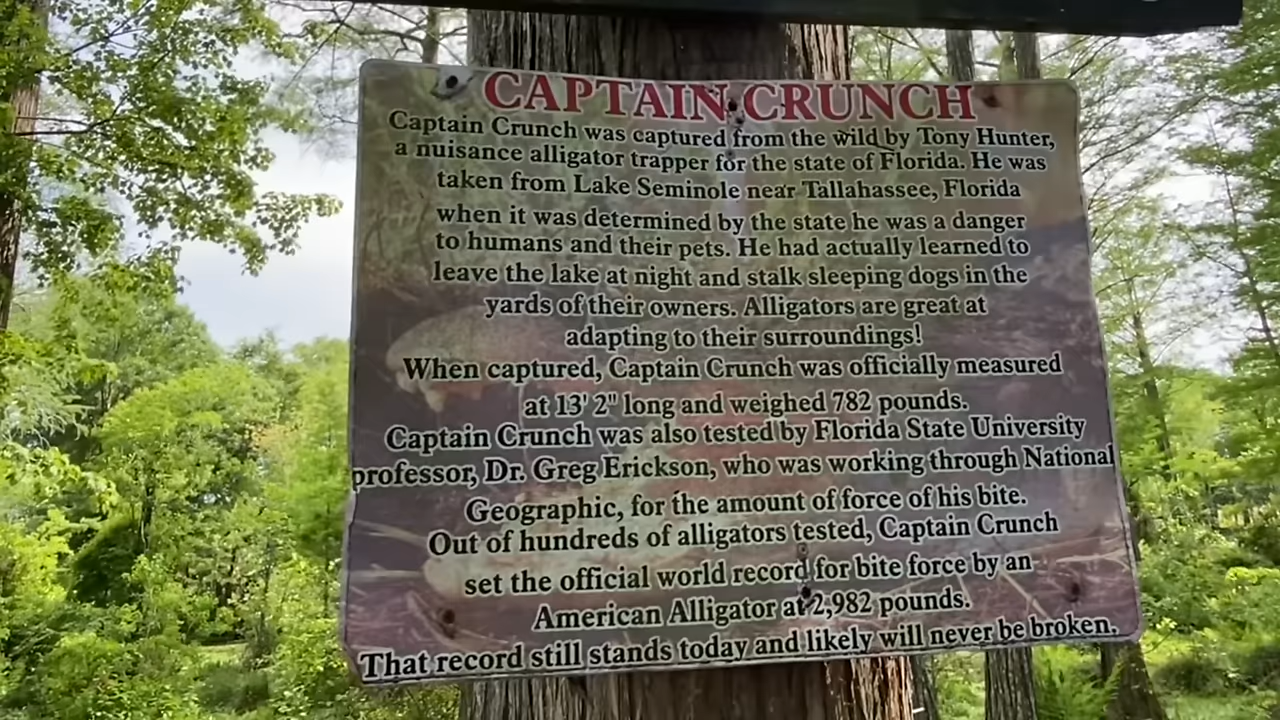 CAPTAIN CRUNCH
Captain Crunch was captured from the wild by Tony Hunter,
a nuisance alligator trapper for the state of Florida. He was
taken from Lake Seminole near Tallahassee, Florida
when it was determined by the state he was a danger
to humans and their pets. He had actually learned to
leave the lake at night and stalk sleeping dogs in the
yards of their owners. Alligators are great at
adapting to their surroundings!
When captured, Captain Crunch was officially measured
at 13' 2" long and weighed 782 pounds.
Captain Crunch was also tested by Florida State University
professor, Dr. Greg Erickson, who was working through National
Geographic, for the amount of force of his bite.
Out of hundreds of alligators tested, Captain Crunch
set the official world record for bite force by an
American Alligator at 2,982 pounds.
That record still stands today and likely will never be broken.